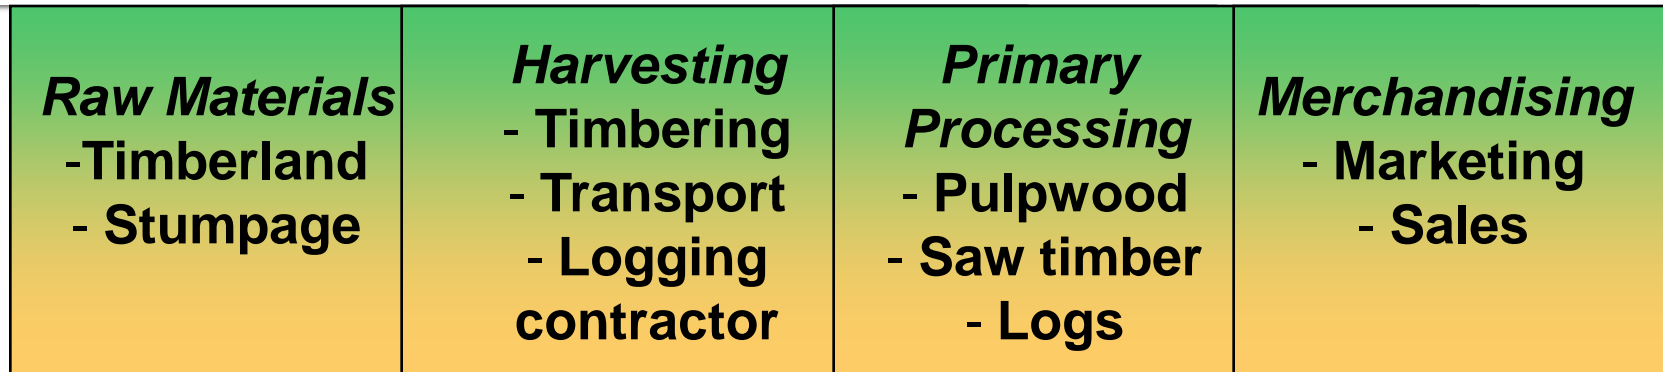 Raw Materials
-Timberland
- Stumpage
Harvesting
- Timbering
- Transport
- Logging
contractor
Primary
Processing
- Pulpwood
- Saw timber
- Logs
Merchandising
- Marketing
- Sales